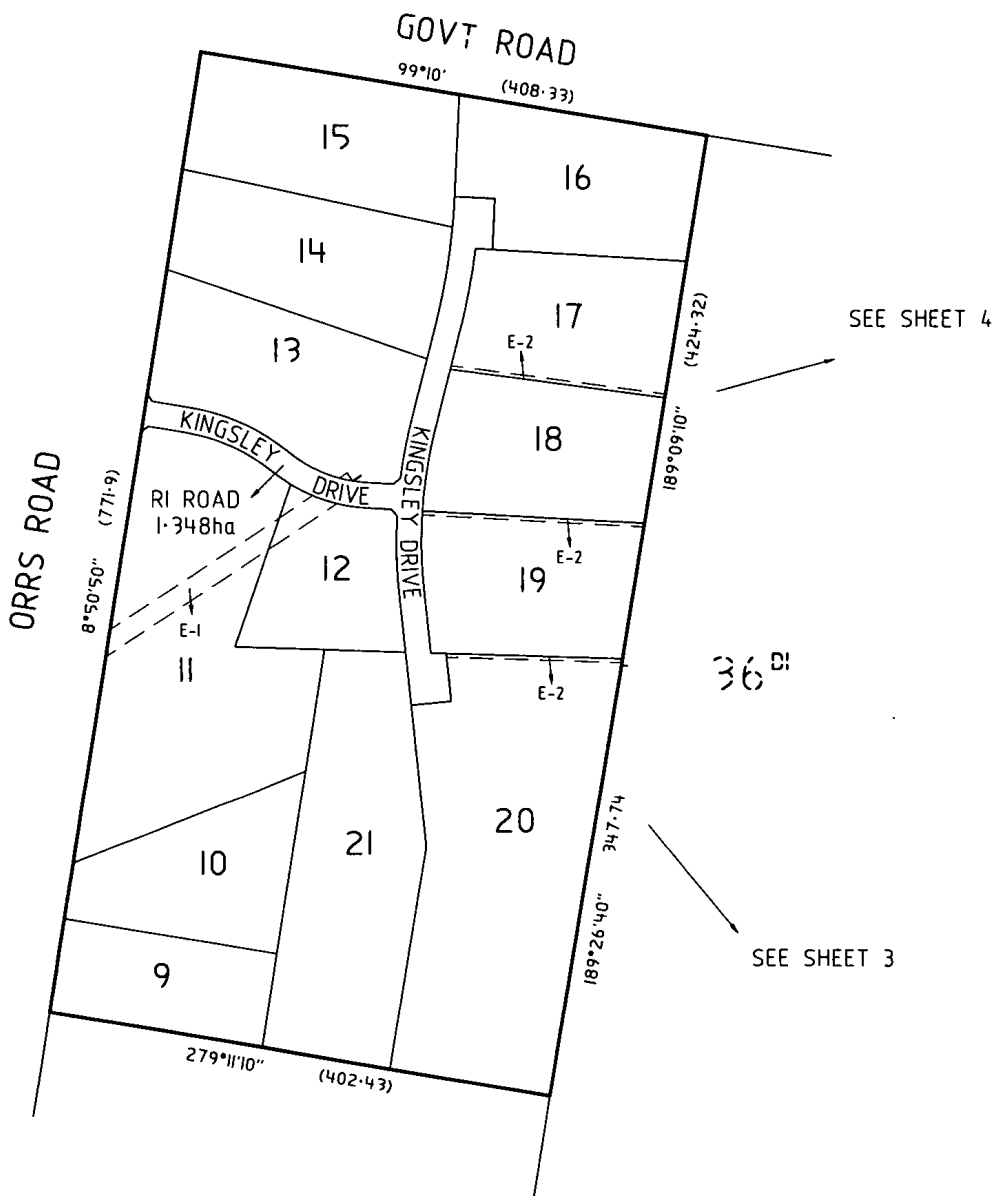 GOVT ROAD
99°10'
(408·33)
15
16
14
17
(424·32)
SEE SHEET 4
13
E-2
KINGSLEY
DRIVE
KINGSLEY DRIVE
18
189°09'10"
ORRS ROAD
(771·9)
8°50'50"
R1 ROAD
1·348ha
E-2
12
19
E-1
11
E-2
36 D1
20
347·74
21
10
189°26'40"
SEE SHEET 3
9
279°11'10"
(402·43)